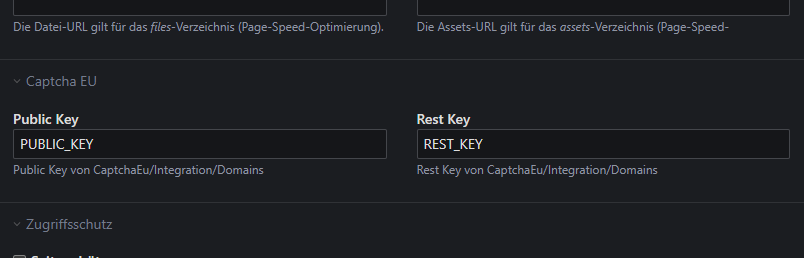 Die Datei-URL gilt für das files-Verzeichnis (Page-Speed-Optimierung).
Die Assets-URL gilt für das assets-Verzeichnis (Page-Speed-
Captcha EU
Public Key
Rest Key
PUBLIC_KEY
REST_KEY
Public Key von CaptchaEu/Integration/Domains
Rest Key von CaptchaEu/Integration/Domains
Zugriffsschutz